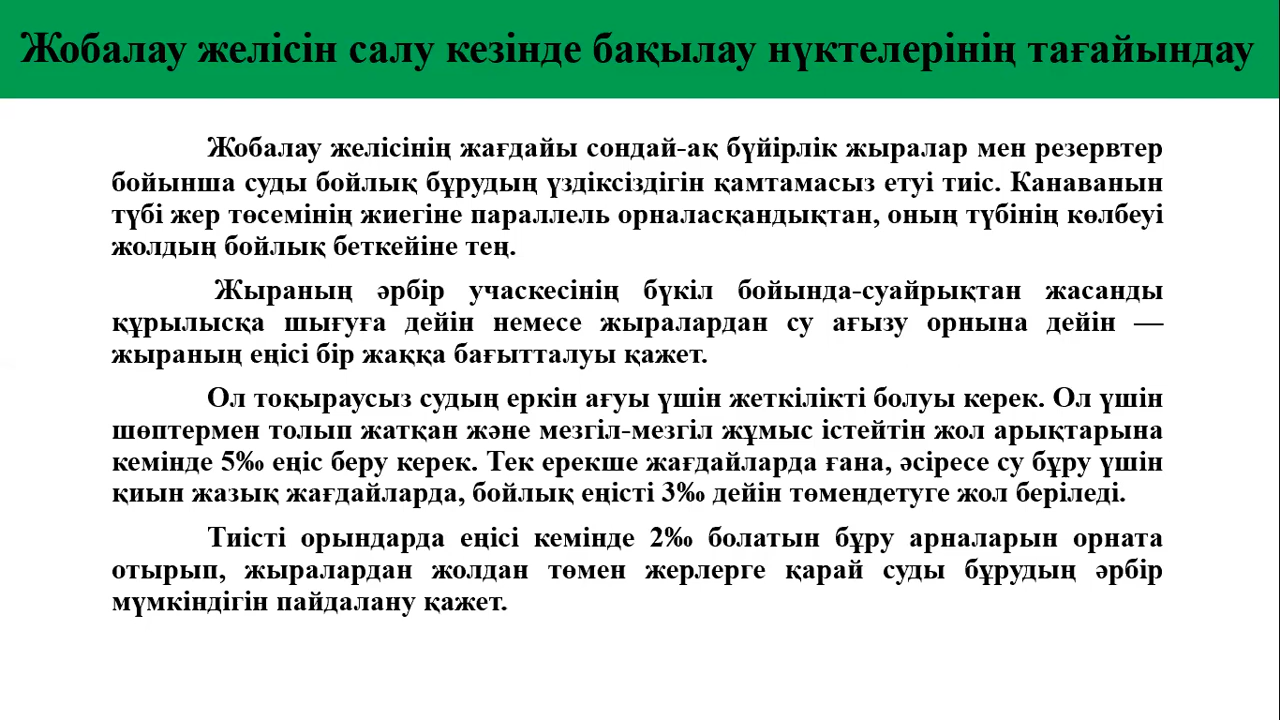 Жобалау желісін салу кезінде бақылау нүктелерінің тағайындау
Жобалау желісінің жағдайы сондай-ақ бүйірлік жыралар мен резервтер
бойынша суды бойлық бұрудың үздіксіздігін қамтамасыз етуі тиіс. Канаванын
түбі жер төсемінің жиегіне параллель орналасқандықтан, оның түбінің көлбеуі
жолдың бойлық беткейіне тең.
Жыраның әрбір учаскесінің бүкіл бойында-суайрықтан жасанды
құрылысқа шығуға дейін немесе жыралардан су ағызу орнына дейін —
жыраның еңісі бір жаққа бағытталуы қажет.
Ол тоқыраусыз судың еркін ағуы үшін жеткілікті болуы керек. Ол үшін
шөптермен толып жатқан және мезгіл-мезгіл жұмыс істейтін жол арықтарына
кемінде 5‰ еңіс беру керек. Тек ерекше жағдайларда ғана, әсіресе су бұру үшін
қиын жазық жағдайларда, бойлық еңісті 3‰ дейін төмендетуге жол беріледі.
Тиісті орындарда еңісі кемінде 2‰ болатын бұру арналарын орната
отырып, жыралардан жолдан төмен жерлерге қарай суды бұрудың әрбір
мүмкіндігін пайдалану қажет.